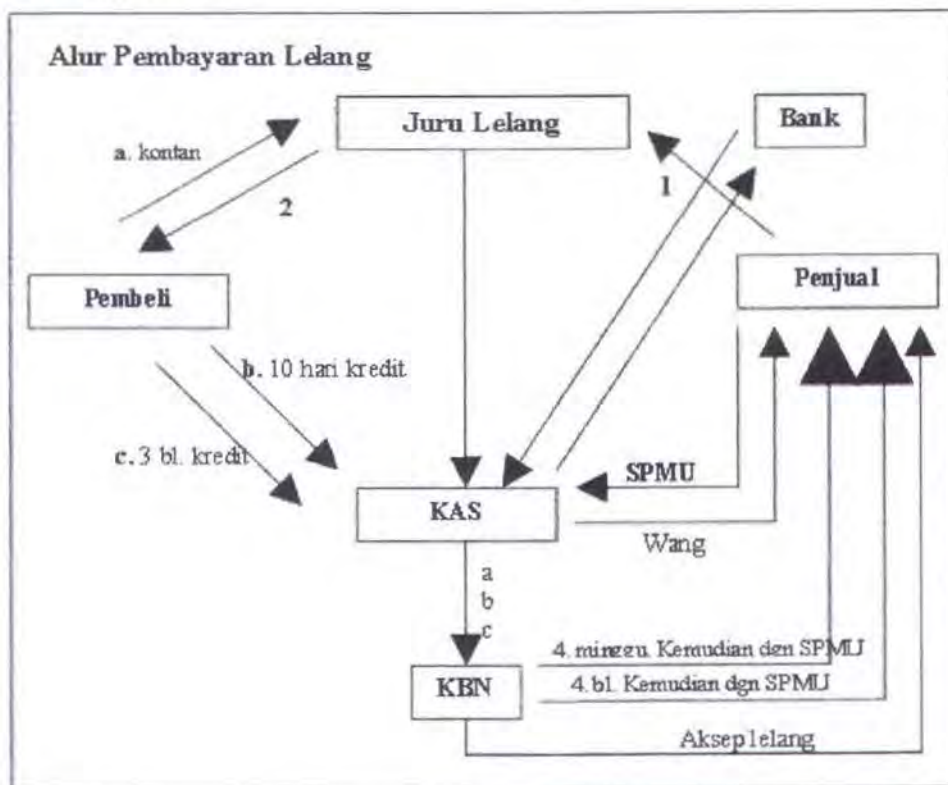 Alur Pembayaran Lelang
Juru Lelang
Bank
a. kontan
2
1
Pembeli
Penjual
b. 10 hari kredit
c. 3 bl. kredit
SPMU
KAS
Wang
a
b
c
4. minggu. Kemudian dgn SPMU
KBN
4. bl. Kemudian dgn SPMU
Aksep lelang